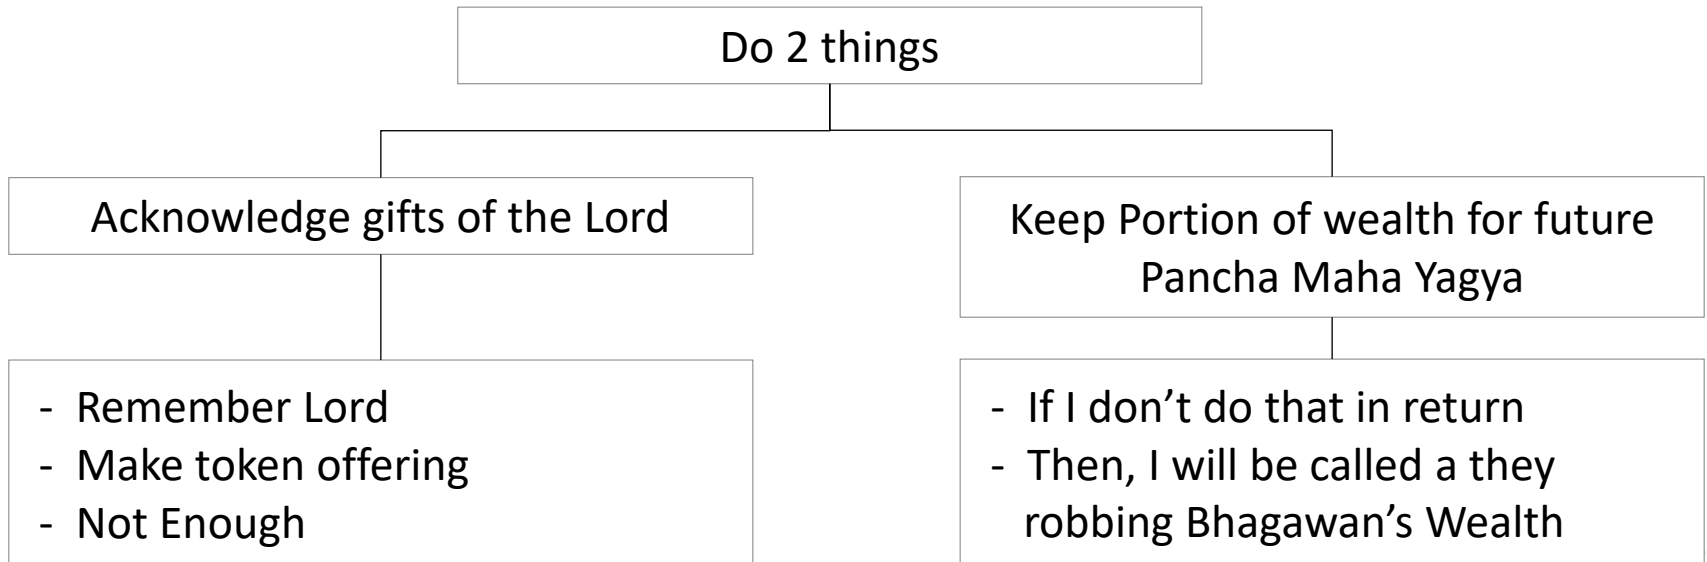 Do 2 things
Acknowledge gifts of the Lord
Keep Portion of wealth for future
Pancha Maha Yagya
- Remember Lord
- Make token offering
- Not Enough
- If I don’t do that in return
- Then, I will be called a they
robbing Bhagawan’s Wealth